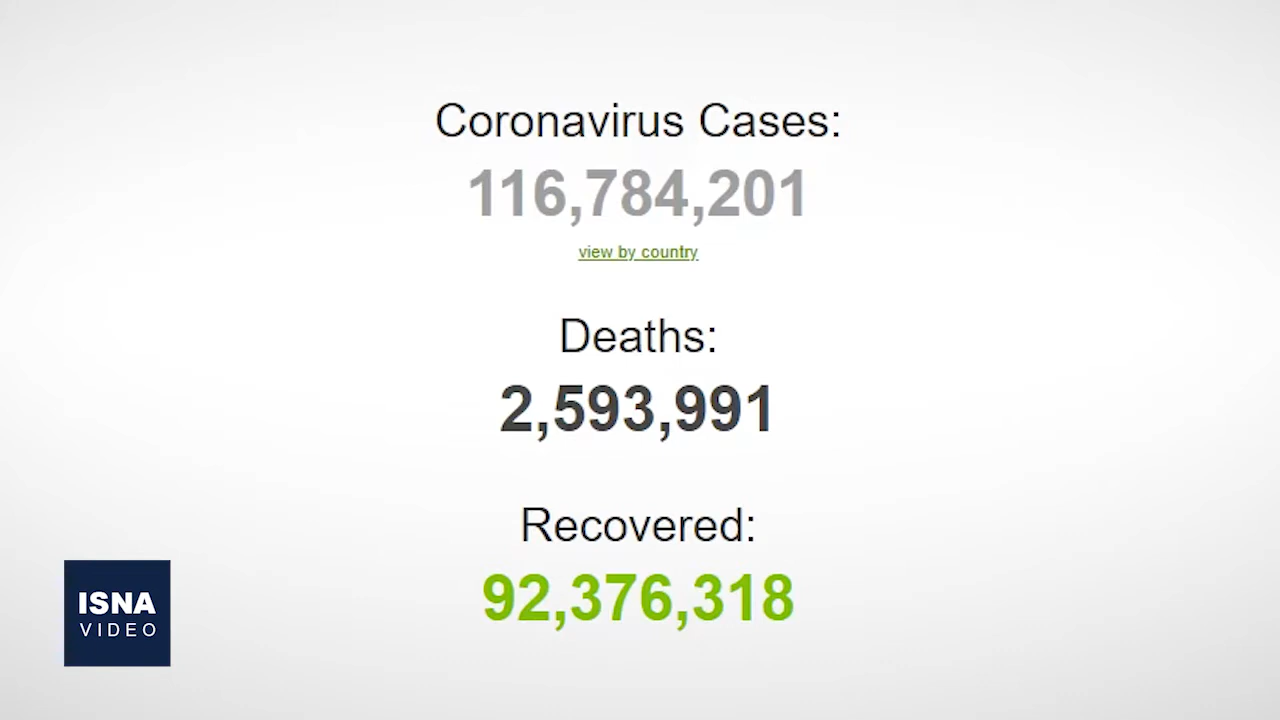 Coronavirus Cases:
116,784,201
view by country
Deaths:
2,593,991
Recovered:
92,376,318
ISNA
VIDEO